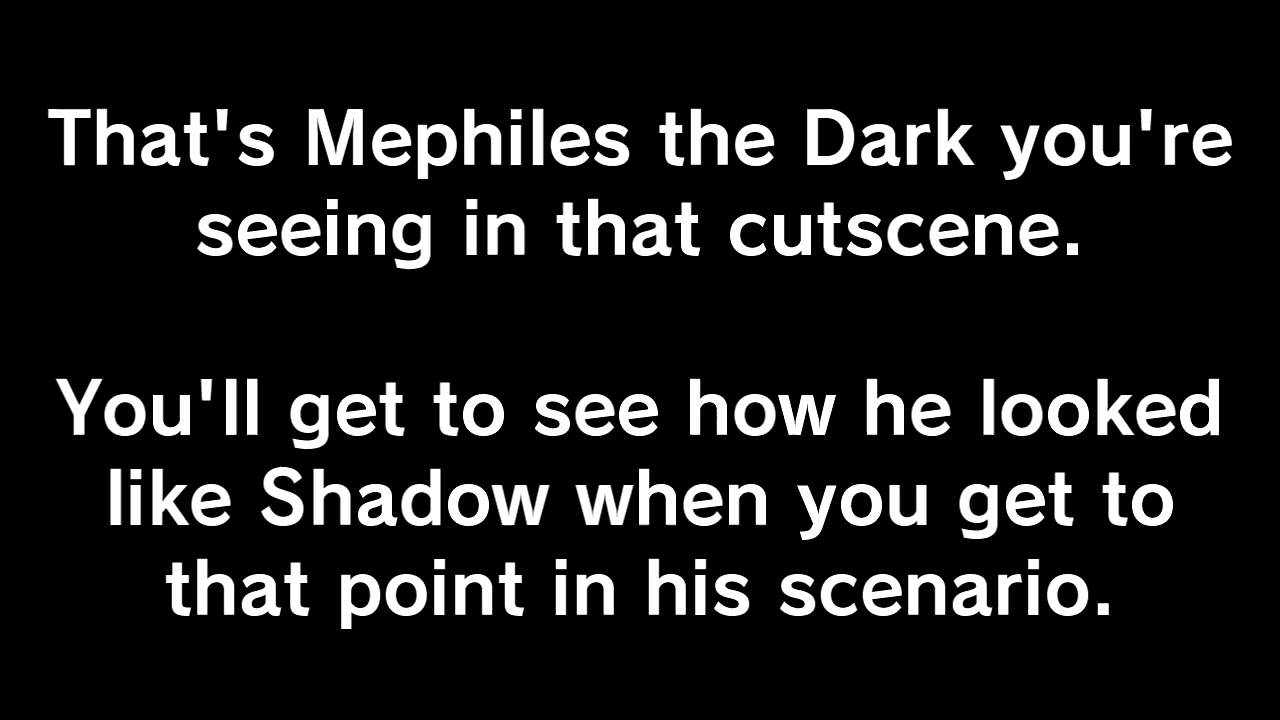 That's Mephiles the Dark you're
seeing in that cutscene.
You'll get to see how he looked
like Shadow when you get to
that point in his scenario.